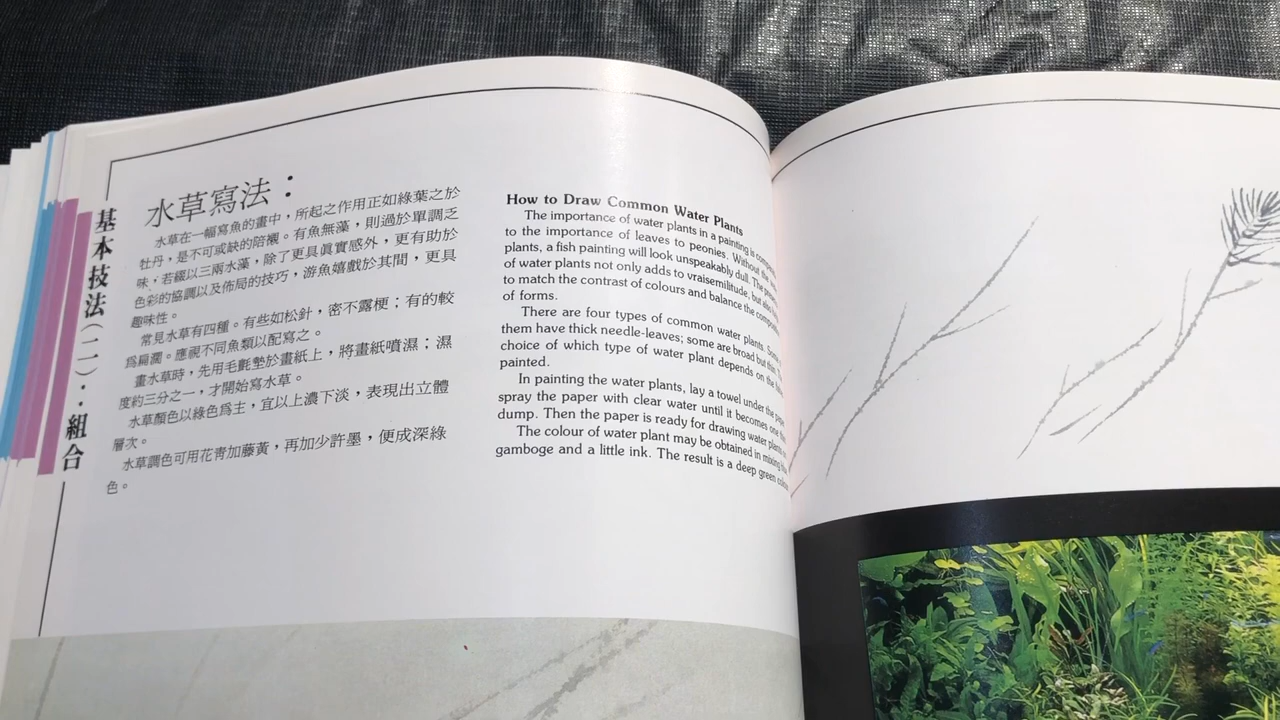 基本技法（二）：組合
水草寫法：
水草在一幅寫魚的畫中，所起之作用正如綠葉之於
牡丹，是不可或缺的陪襯。有魚無藻，則過於單調乏
味，若綴以三兩水藻，除了更具眞實感外，更有助於
色彩的協調以及佈局的技巧，游魚嬉戲於其間，更具
趣味性。
常見水草有四種。有些如松針，密不露梗；有的較
爲扁濶。應視不同魚類以配寫之。
畫水草時，先用毛氈墊於畫紙上，將畫紙噴濕；濕
度約三分之一，才開始寫水草。
水草顏色以綠色爲主，宜以上濃下淡，表現出立體
層次。
水草調色可用花青加藤黃，再加少許墨，便成深綠
色。
How to Draw Common Water Plants
The importance of water plants in a painting is
to the importance of leaves to peonies. Without the
plants, a fish painting will look unspeakably dull. The
of water plants not only adds to vraisemilitude, but also
to match the contrast of colours and balance the
of forms.
There are four types of common water plants.
them have thick needle-leaves; some are broad but
choice of which type of water plant depends on the
painted.
In painting the water plants, lay a towel under the
spray the paper with clear water until it becomes one
dump. Then the paper is ready for drawing water
The colour of water plant may be obtained in mixing
gamboge and a little ink. The result is a deep green